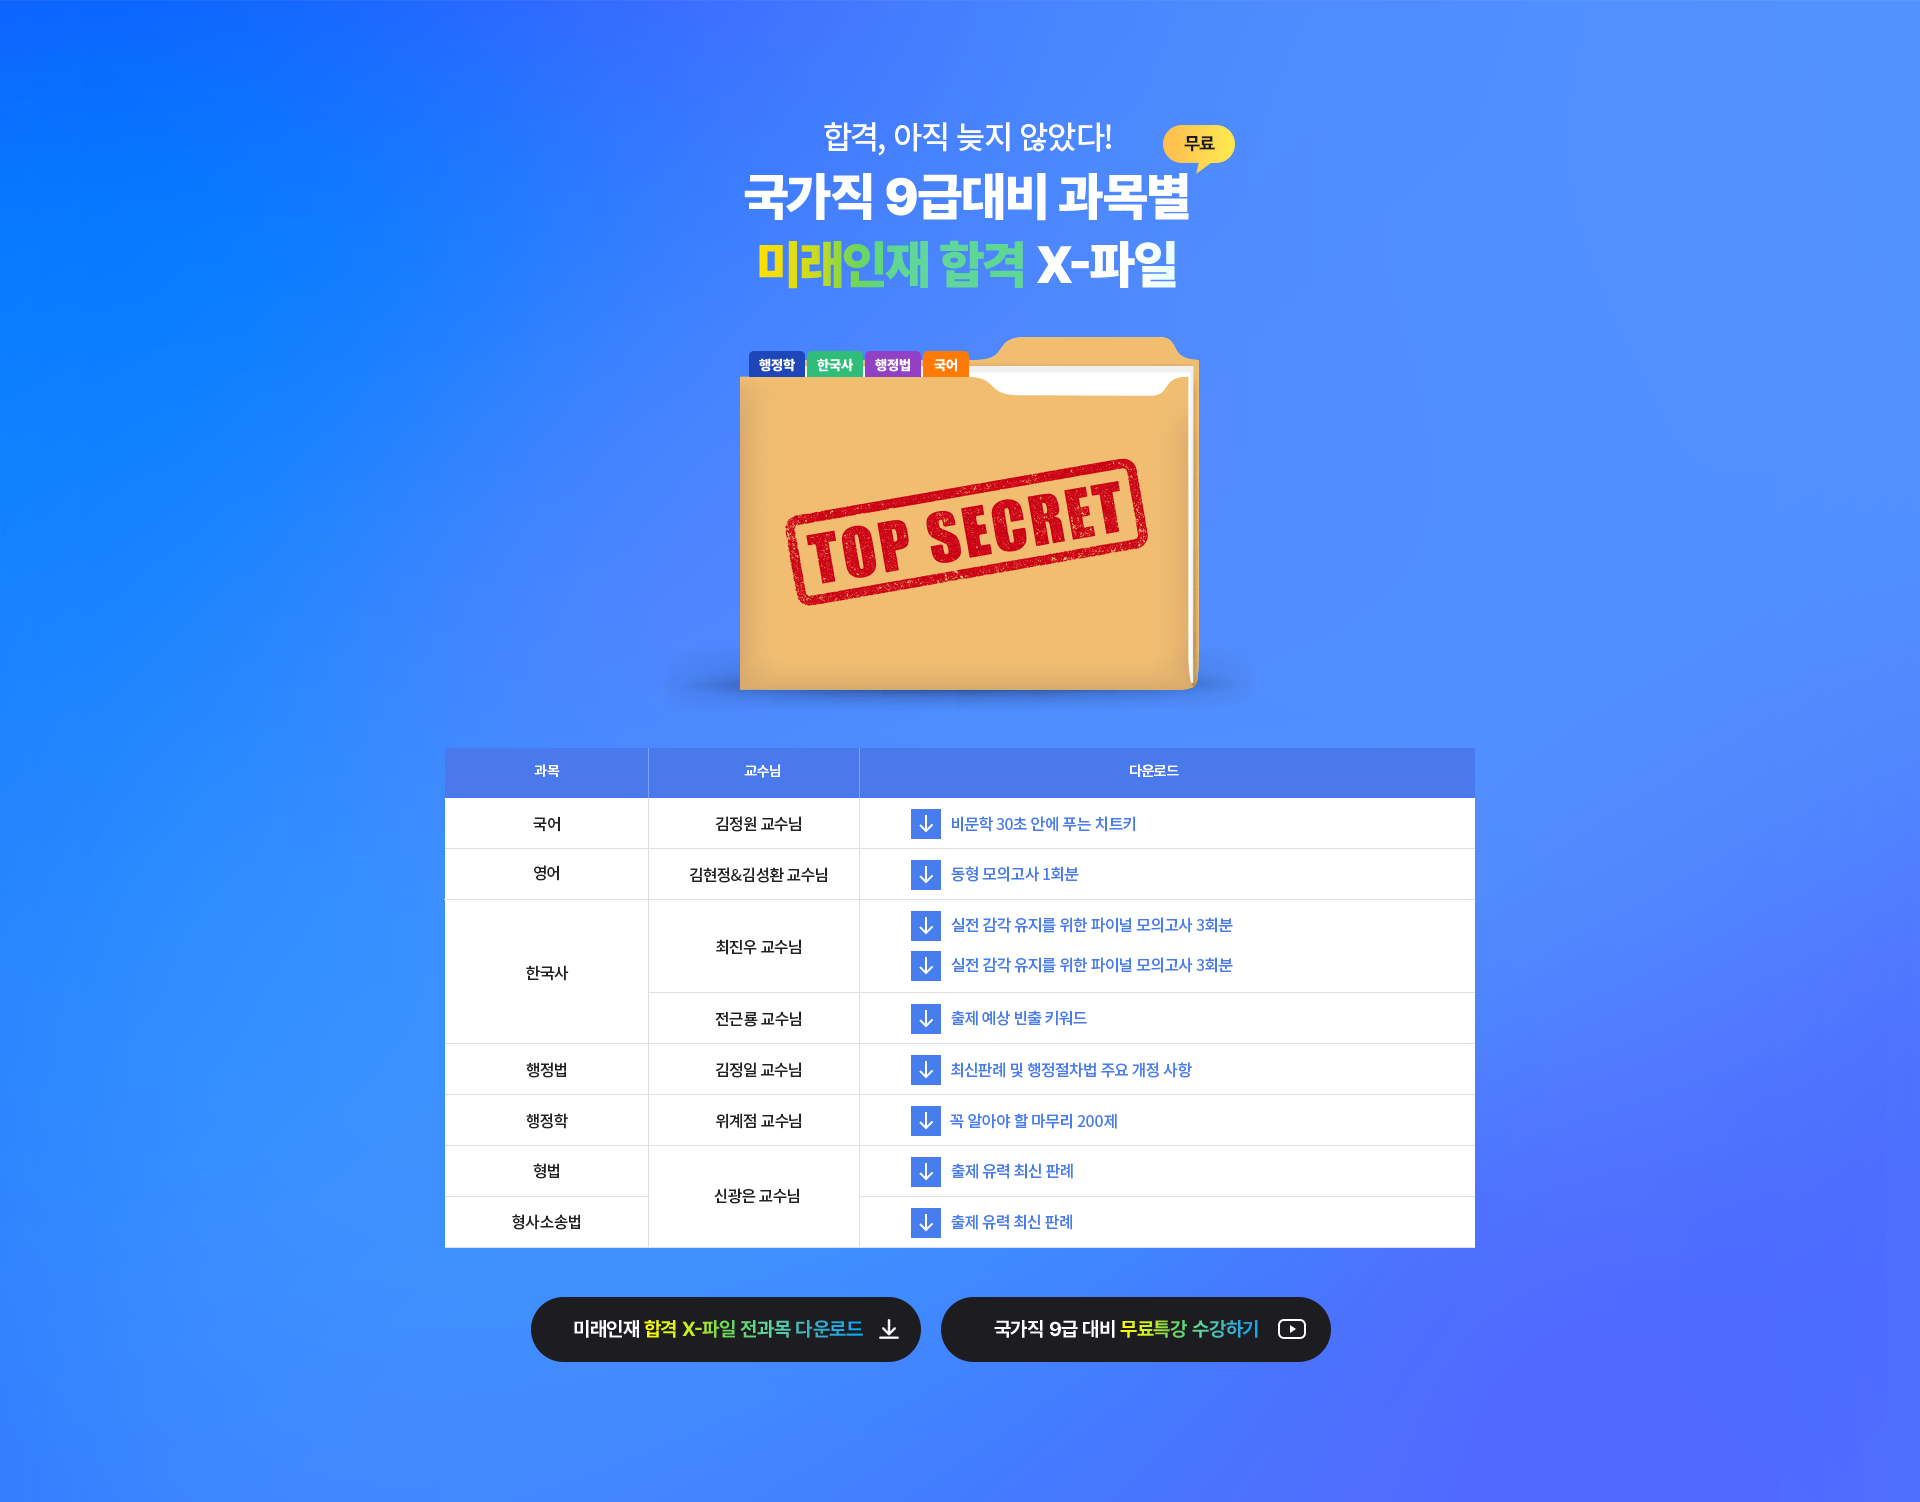 합격, 아직 늦지 않았다!
무료
국가직 9급대비 과목별
미래인재 합격 X-파일
행정학 한국사 행정법 국어
TOP SECRET
과목 교수님 다운로드
국어 김정원 교수님 비문학 30초 안에 푸는 치트키
영어 김현정&김성환 교수님 동형 모의고사 1회분
한국사 최진우 교수님 실전 감각 유지를 위한 파이널 모의고사 3회분
실전 감각 유지를 위한 파이널 모의고사 3회분
전근룡 교수님 출제 예상 빈출 키워드
행정법 김정일 교수님 최신판례 및 행정절차법 주요 개정 사항
행정학 위계점 교수님 꼭 알아야 할 마무리 200제
형법 신광은 교수님 출제 유력 최신 판례
형사소송법 출제 유력 최신 판례
미래인재 합격 X-파일 전과목 다운로드
국가직 9급 대비 무료특강 수강하기